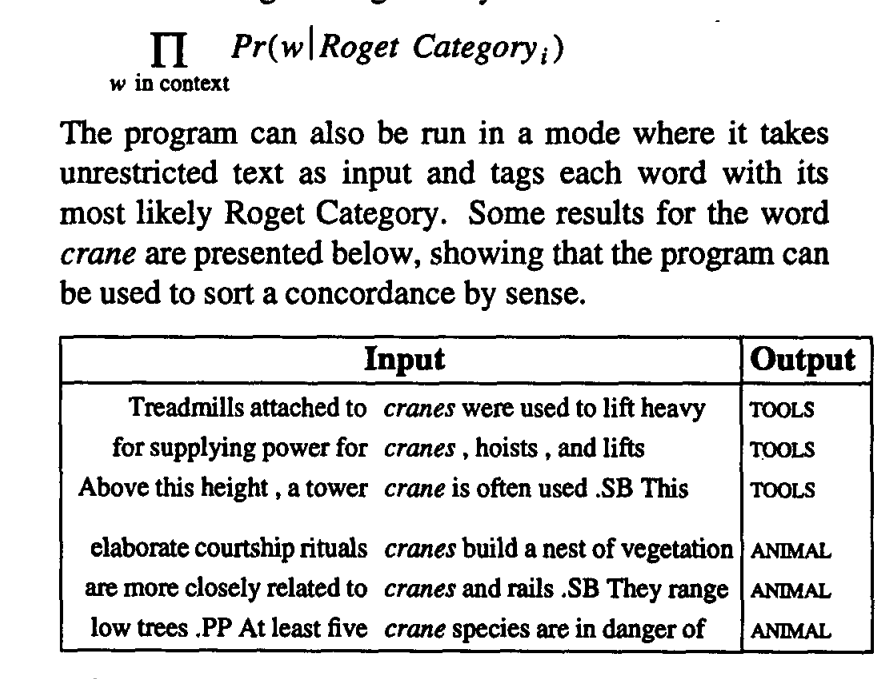 ∏ Pr(w|Roget Category i)
w in context
The program can also be run in a mode where it takes
unrestricted text as input and tags each word with its
most likely Roget Category. Some results for the word
crane are presented below, showing that the program can
be used to sort a concordance by sense.
Input Output
Treadmills attached to cranes were used to lift heavy TOOLS
for supplying power for cranes , hoists , and lifts TOOLS
Above this height , a tower crane is often used .SB This TOOLS
elaborate courtship rituals cranes build a nest of vegetation ANIMAL
are more closely related to cranes and rails .SB They range ANIMAL
low trees .PP At least five crane species are in danger of ANIMAL